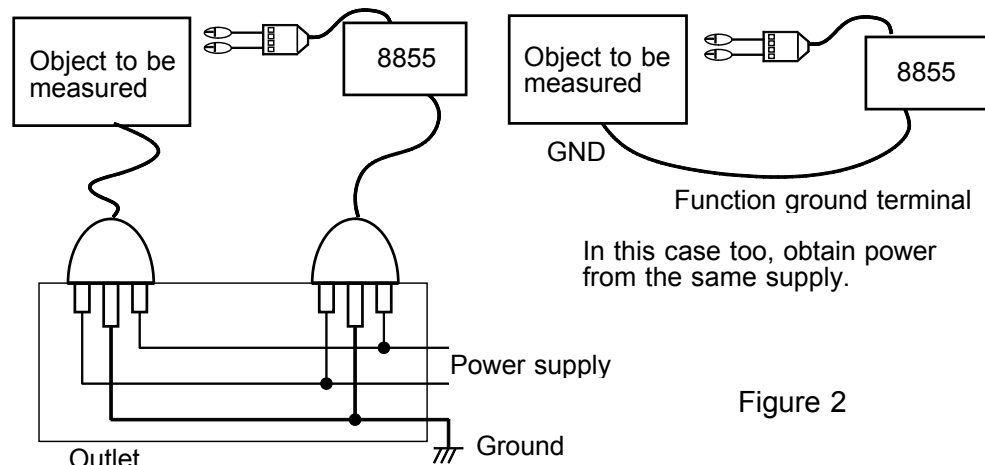 Object to be
measured
8855
Power supply
Ground
Outlet
Object to be
measured
8855
GND
Function ground terminal
In this case too, obtain power
from the same supply.
Figure 2